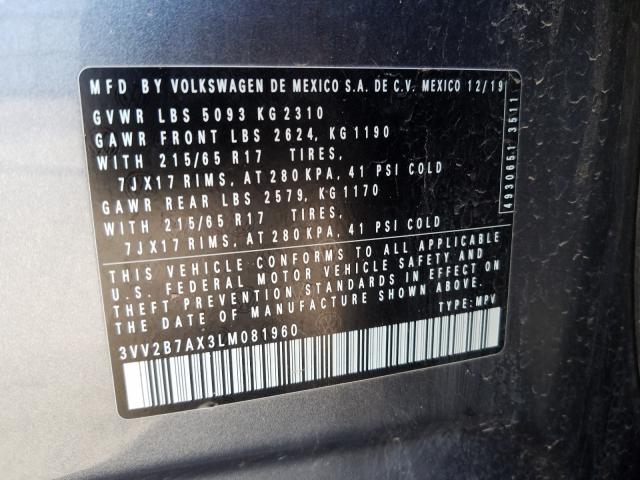 MFD BY VOLKSWAGEN DE MEXICO S.A. DE C.V. MEXICO 12/19
GVWR LBS 5093 KG 2310
GAWR FRONT LBS 2624, KG 1190
WITH 215/65 R17 TIRES,
7JX17 RIMS, AT 280 KPA, 41 PSI COLD
GAWR REAR LBS 2579, KG 1170
WITH 215/65 R17 TIRES,
7JX17 RIMS, AT 280 KPA, 41 PSI COLD
THIS VEHICLE CONFORMS TO ALL APPLICABLE
U.S. FEDERAL MOTOR VEHICLE SAFETY AND
THEFT PREVENTION STANDARDS IN EFFECT ON
THE DATE OF MANUFACTURE SHOWN ABOVE.
TYPE: MPV
3VV2B7AX3LM081960
493065.1 3511